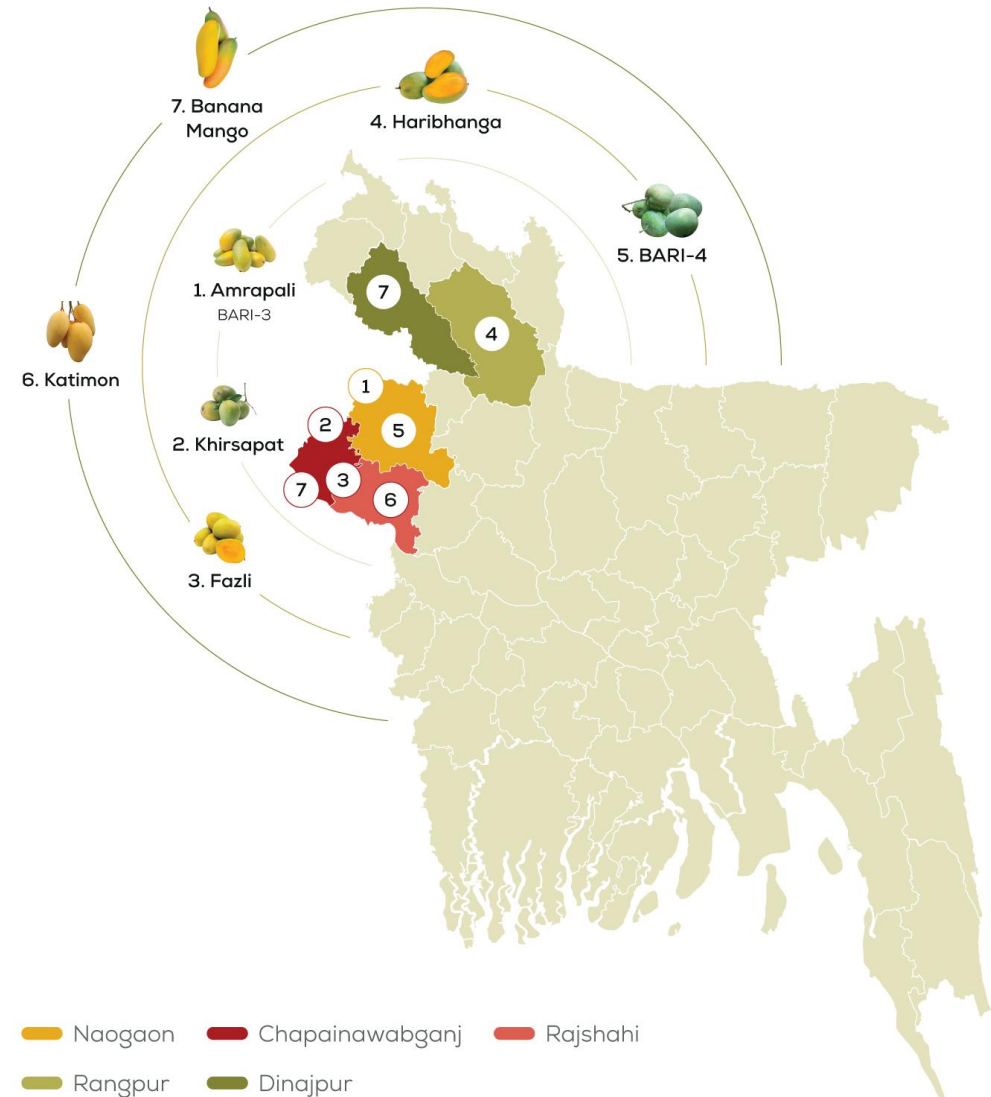 7. Banana
Mango
4. Haribhanga
5. BARI-4
1. Amrapali
BARI-3
6. Katimon
2. Khirsapat
3. Fazli
7
4
1
5
2
3
7
6
Naogaon
Chapainawabganj
Rajshahi
Rangpur
Dinajpur